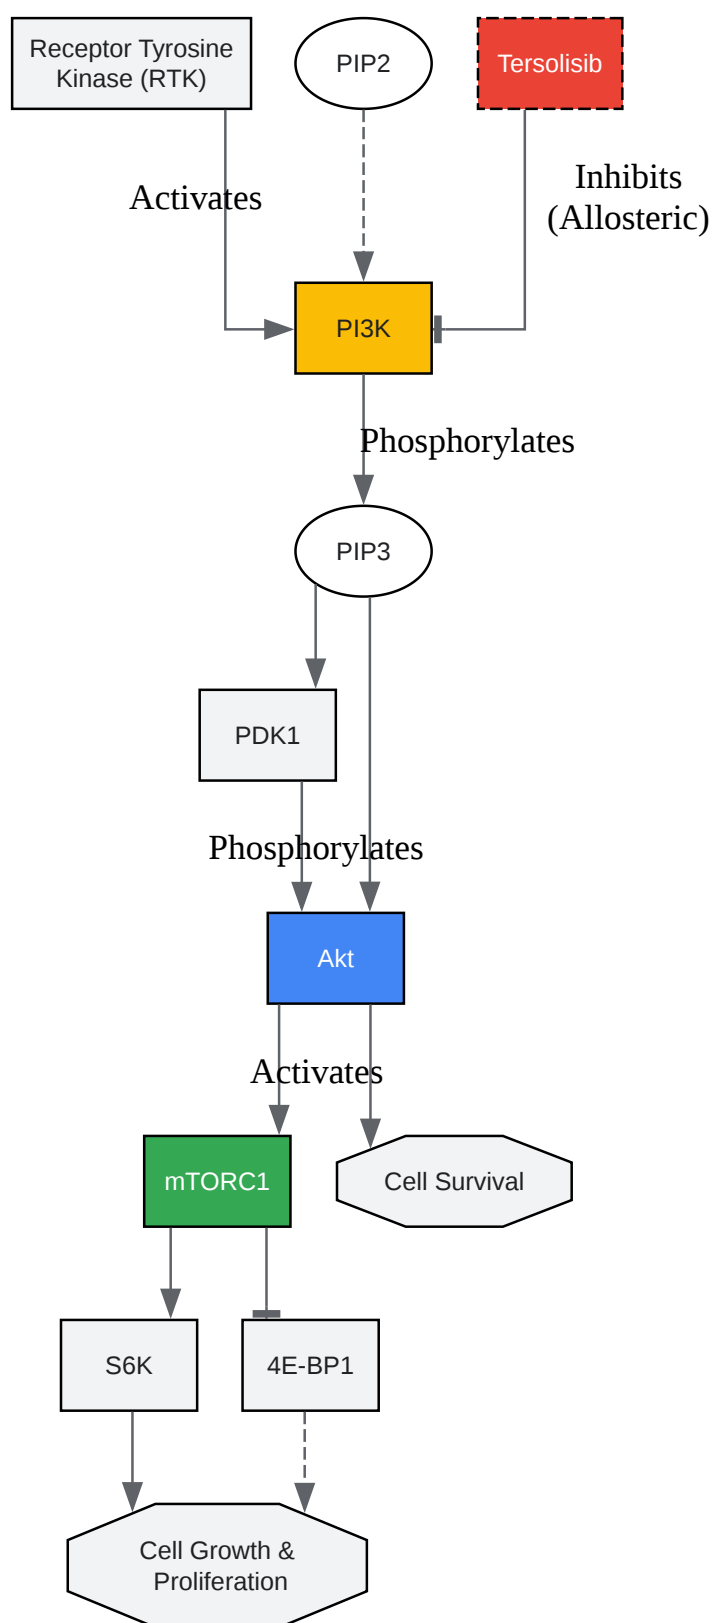 Receptor Tyrosine
Kinase (RTK)
PIP2
Tersolisib
Activates
Inhibits
(Allosteric)
PI3K
Phosphorylates
PIP3
PDK1
Phosphorylates
Akt
Activates
mTORC1
Cell Survival
S6K
4E-BP1
Cell Growth &
Proliferation